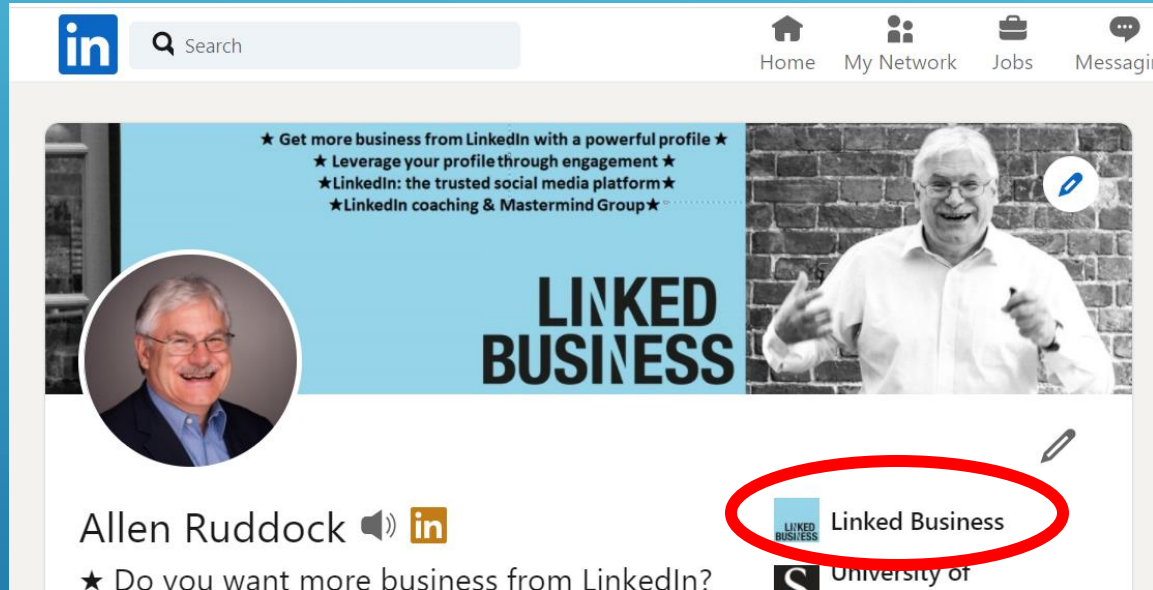 in
Search
Home
My Network
Jobs
Messagin
★ Get more business from LinkedIn with a powerful profile ★
★ Leverage your profile through engagement ★
★LinkedIn: the trusted social media platform★
★LinkedIn coaching & Mastermind Group★
LINKED
BUSINESS
Allen Ruddock in
★ Do you want more business from LinkedIn?
LINKED
BUSINESS
Linked Business
S
University of